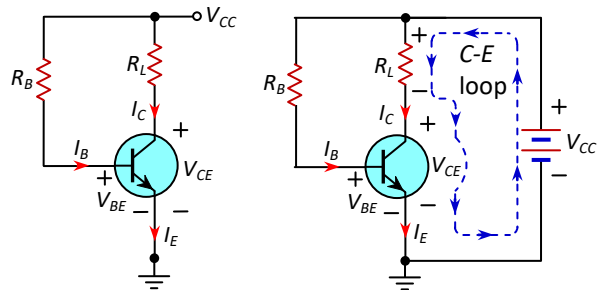 V_CC
R_B
R_L
I_C
+
I_B
+
V_CE
V_BE
−
−
I_E
+
C-E
loop
R_L
R_B
−
I_C
+
+
V_CC
I_B
+
V_CE
V_BE
−
−
−
I_E